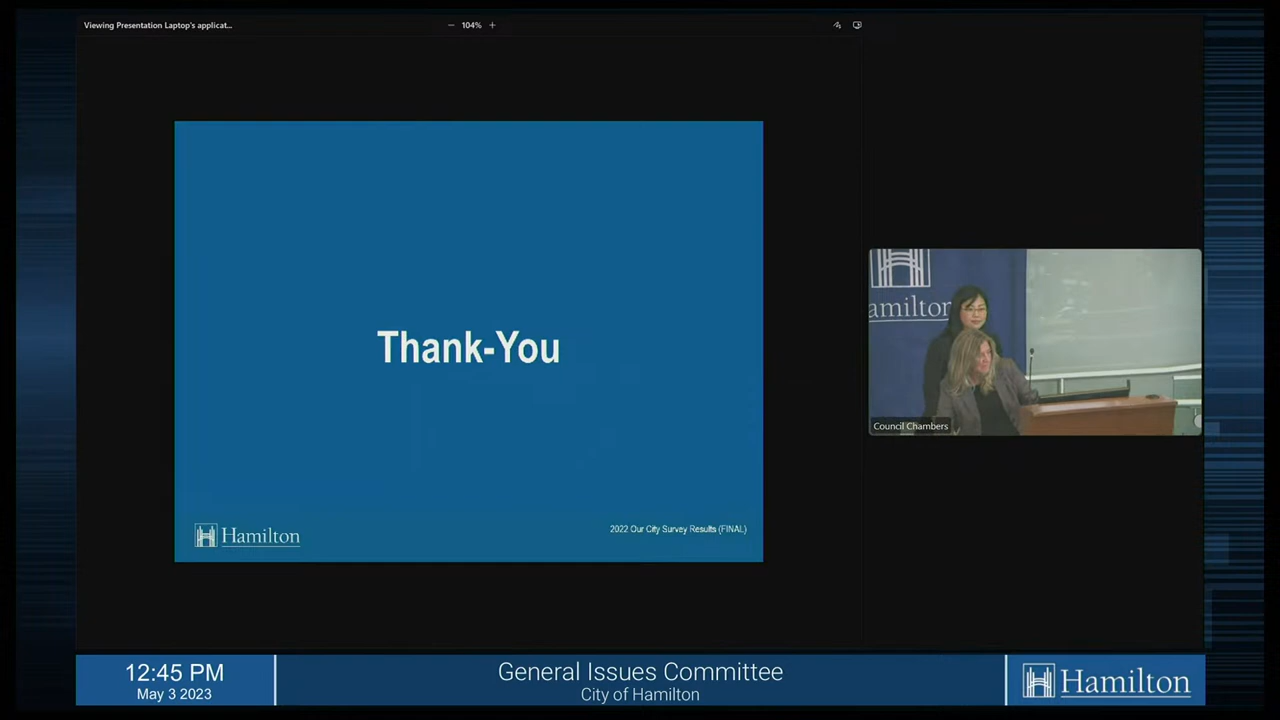 Viewing Presentation Laptop's applicat...
104%
Thank-You
Hamilton
2022 Our City Survey Results (FINAL)
amilton
Council Chambers
12:45 PM
May 3 2023
General Issues Committee
City of Hamilton
Hamilton